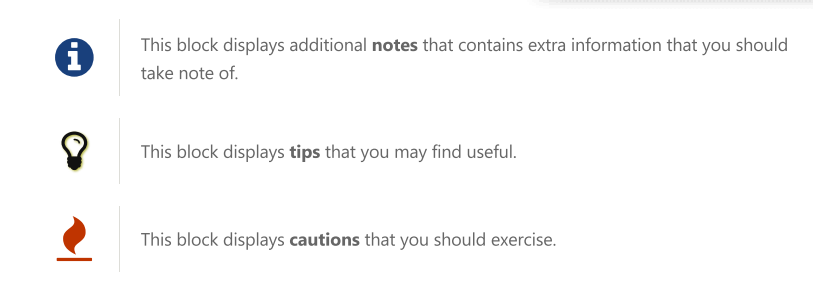 This block displays additional notes that contains extra information that you should
take note of.
This block displays tips that you may find useful.
This block displays cautions that you should exercise.